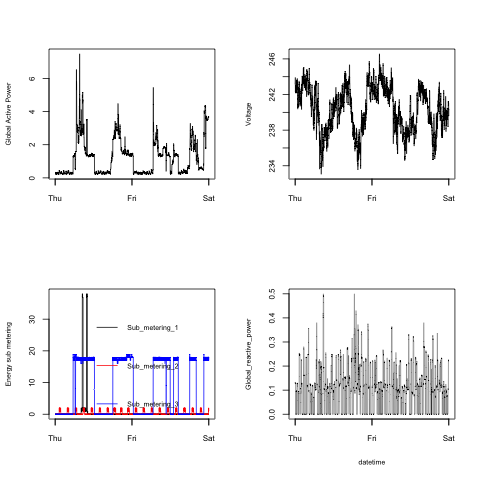 Global Active Power
0 2 4 6
Thu Fri Sat
Voltage
234 238 242 246
Thu Fri Sat
Energy sub metering
0 10 20 30
Sub_metering_1
Sub_metering_2
Sub_metering_3
Thu Fri Sat
Global_reactive_power
0.0 0.1 0.2 0.3 0.4 0.5
Thu Fri Sat
datetime